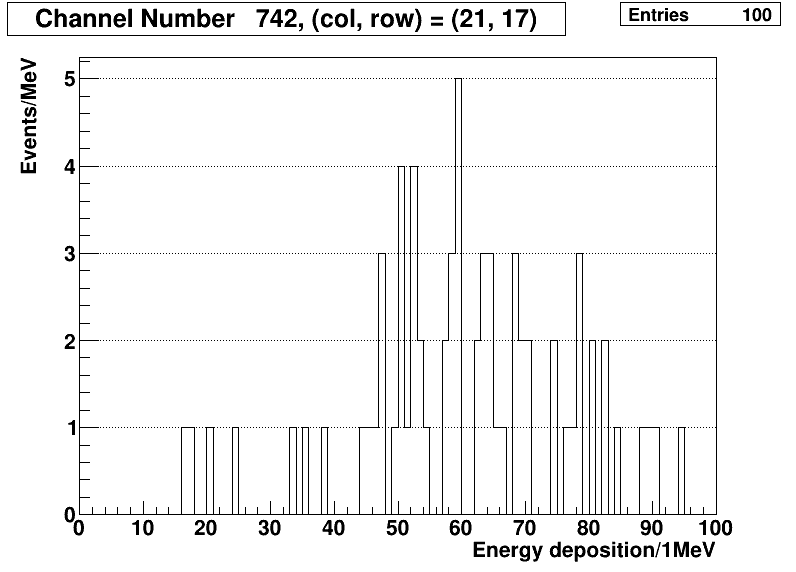 Channel Number 742, (col, row) = (21, 17)
Entries 100
Events/MeV
5
4
3
2
1
0
0 10 20 30 40 50 60 70 80 90 100
Energy deposition/1MeV